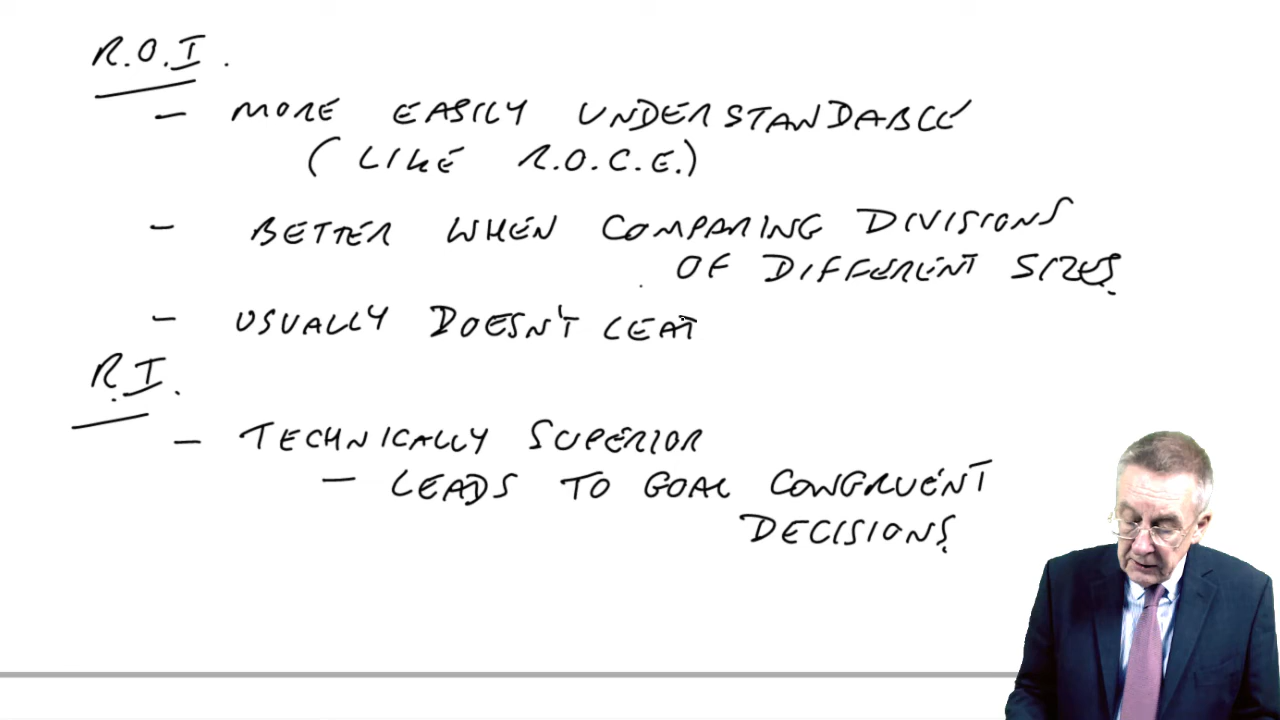 R.O.I.
- MORE EASILY UNDERSTANDABLE
(LIKE R.O.C.E.)
- BETTER WHEN COMPARING DIVISIONS
OF DIFFERENT SIZES.
- USUALLY DOESN'T
R.I.
- TECHNICALLY SUPERIOR
- LEADS TO GOAL CONGRUENT
DECISIONS.